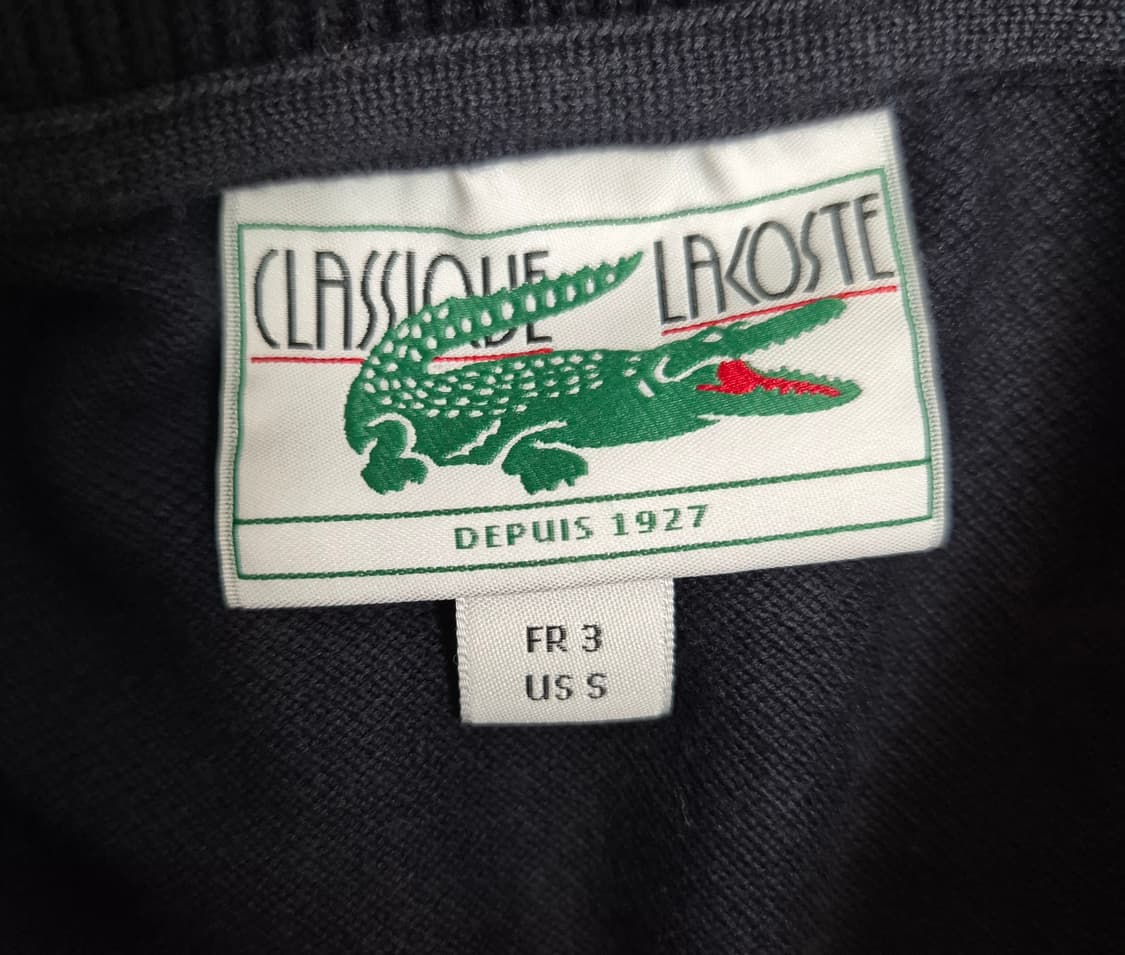 CLASSIQUE LACOSTE
DEPUIS 1927
FR 3
US S